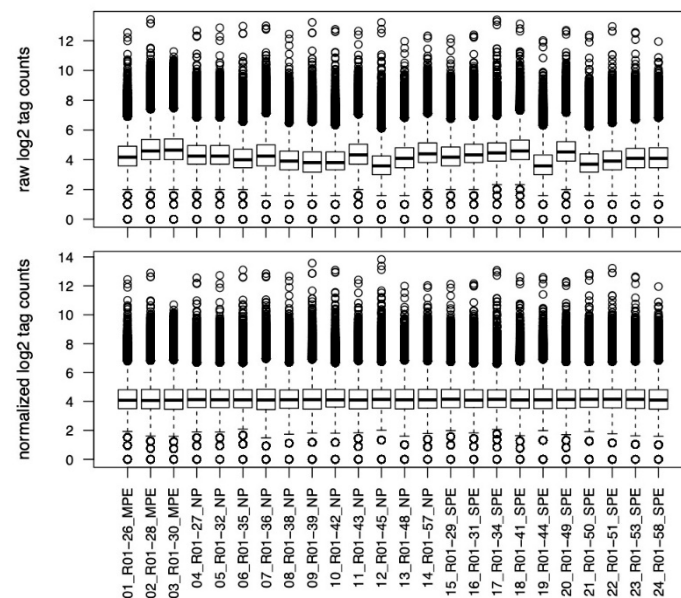 raw log2 tag counts
12
10
8
6
4
2
0
normalized log2 tag counts
14
12
10
8
6
4
2
0
01_R01-26_MPE
02_R01-28_MPE
03_R01-30_MPE
04_R01-27_NP
05_R01-32_NP
06_R01-35_NP
07_R01-36_NP
08_R01-38_NP
09_R01-39_NP
10_R01-42_NP
11_R01-43_NP
12_R01-45_NP
13_R01-48_NP
14_R01-57_NP
15_R01-29_SPE
16_R01-31_SPE
17_R01-34_SPE
18_R01-41_SPE
19_R01-44_SPE
20_R01-49_SPE
21_R01-50_SPE
22_R01-51_SPE
23_R01-53_SPE
24_R01-58_SPE